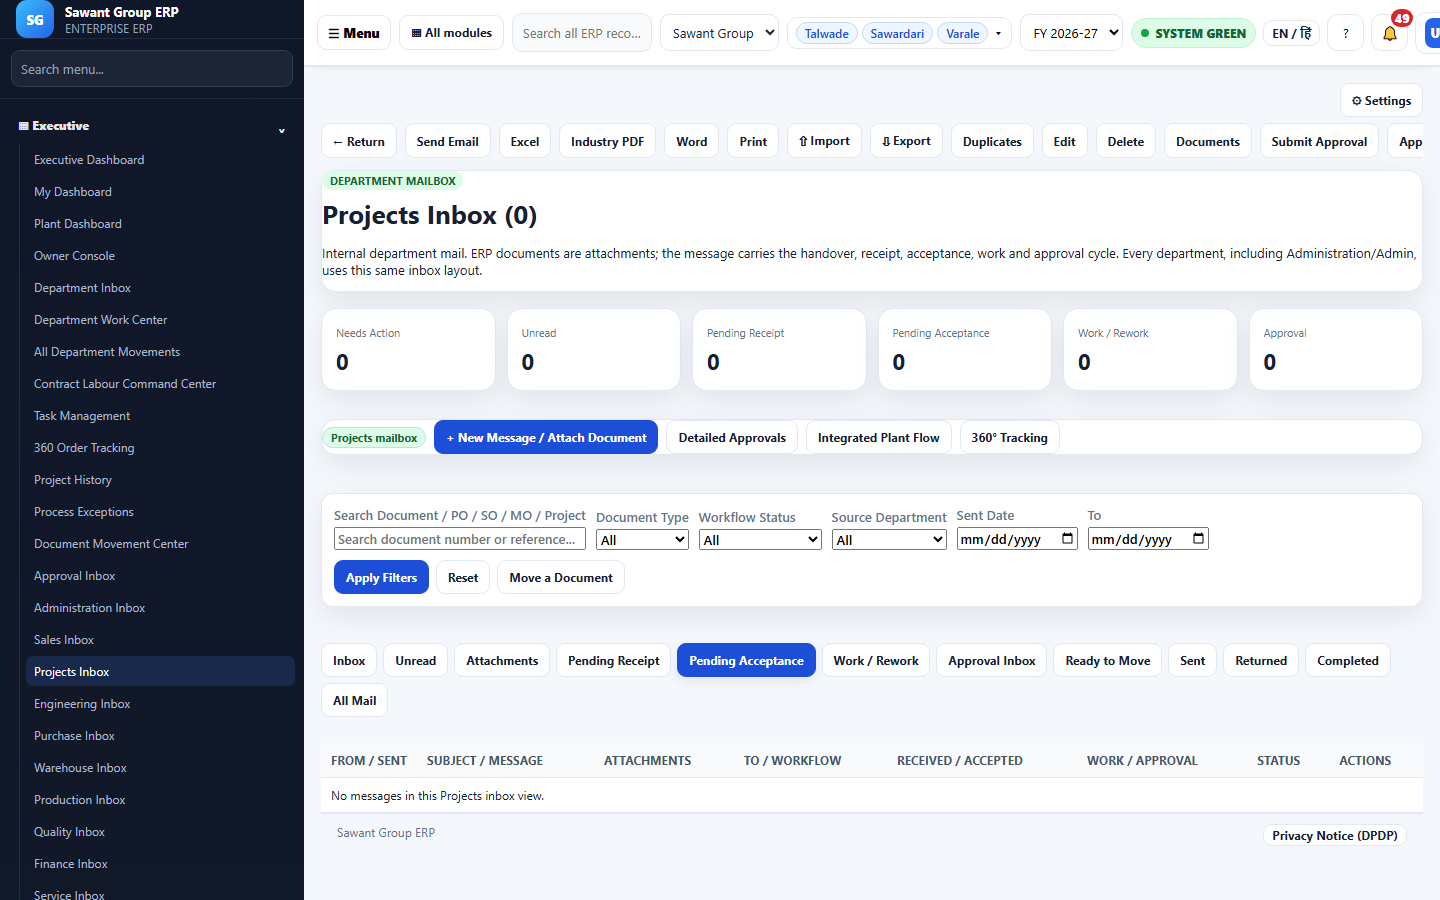 SG
Sawant Group ERP
ENTERPRISE ERP
Search menu...
Executive
Executive Dashboard
My Dashboard
Plant Dashboard
Owner Console
Department Inbox
Department Work Center
All Department Movements
Contract Labour Command Center
Task Management
360 Order Tracking
Project History
Process Exceptions
Document Movement Center
Approval Inbox
Administration Inbox
Sales Inbox
Projects Inbox
Engineering Inbox
Purchase Inbox
Warehouse Inbox
Production Inbox
Quality Inbox
Finance Inbox
Service Inbox
☰ Menu
All modules
Search all ERP reco...
Sawant Group
Talwade
Sawardari
Varale
FY 2026-27
SYSTEM GREEN
EN / हिं
?
49
U
⚙ Settings
← Return
Send Email
Excel
Industry PDF
Word
Print
⇧ Import
⇩ Export
Duplicates
Edit
Delete
Documents
Submit Approval
App
DEPARTMENT MAILBOX
Projects Inbox (0)
Internal department mail. ERP documents are attachments; the message carries the handover, receipt, acceptance, work and approval cycle. Every department, including Administration/Admin,
uses this same inbox layout.
Needs Action
0
Unread
0
Pending Receipt
0
Pending Acceptance
0
Work / Rework
0
Approval
0
Projects mailbox
+ New Message / Attach Document
Detailed Approvals
Integrated Plant Flow
360° Tracking
Search Document / PO / SO / MO / Project
Search document number or reference...
Document Type
All
Workflow Status
All
Source Department
All
Sent Date
mm/dd/yyyy
To
mm/dd/yyyy
Apply Filters
Reset
Move a Document
Inbox
Unread
Attachments
Pending Receipt
Pending Acceptance
Work / Rework
Approval Inbox
Ready to Move
Sent
Returned
Completed
All Mail
FROM / SENT
SUBJECT / MESSAGE
ATTACHMENTS
TO / WORKFLOW
RECEIVED / ACCEPTED
WORK / APPROVAL
STATUS
ACTIONS
No messages in this Projects inbox view.
Sawant Group ERP
Privacy Notice (DPDP)